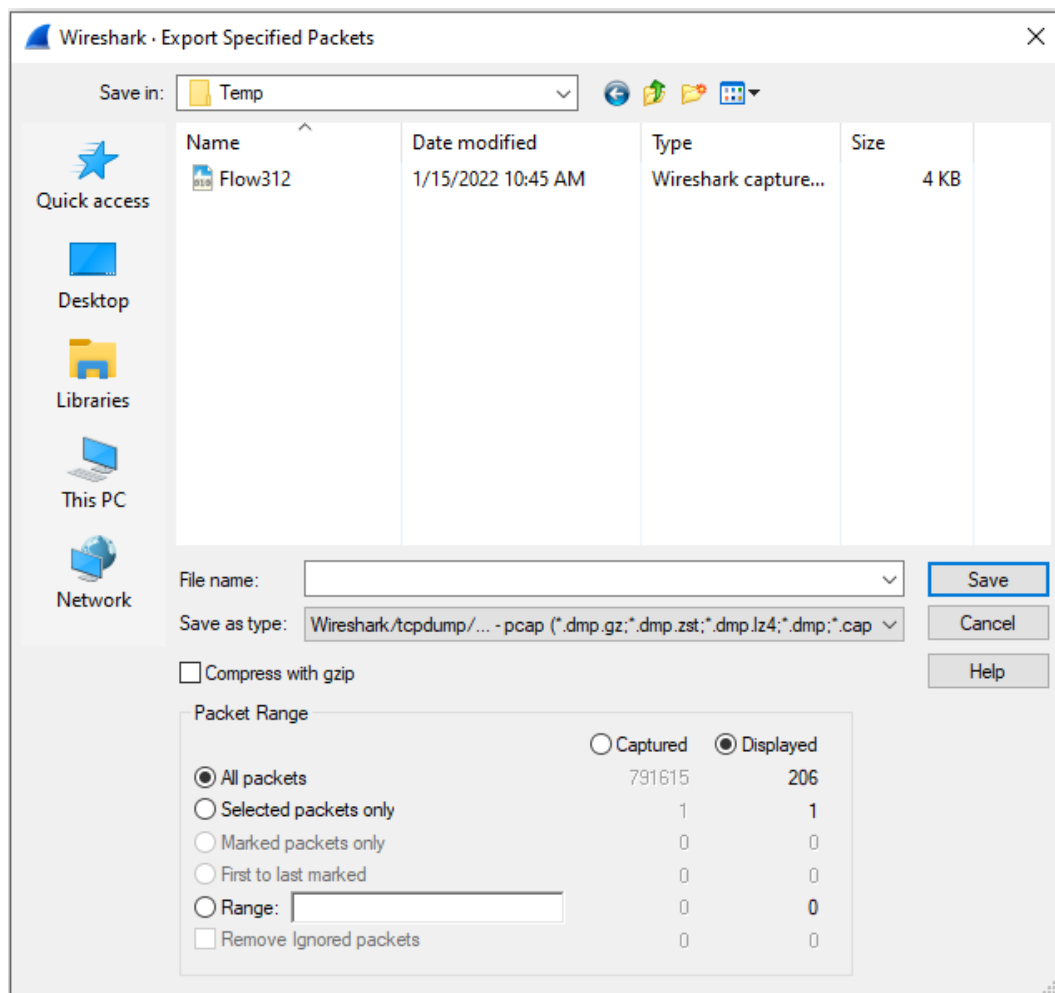 Wireshark · Export Specified Packets
Save in: Temp
Name Date modified Type Size
Flow312 1/15/2022 10:45 AM Wireshark capture... 4 KB
Quick access
Desktop
Libraries
This PC
Network
File name: Save
Save as type: Wireshark/tcpdump/... - pcap (*.dmp.gz;*.dmp.zst;*.dmp.lz4;*.dmp;*.cap Cancel
Compress with gzip Help
Packet Range
Captured Displayed
All packets 791615 206
Selected packets only 1 1
Marked packets only 0 0
First to last marked 0 0
Range: 0 0
Remove Ignored packets 0 0